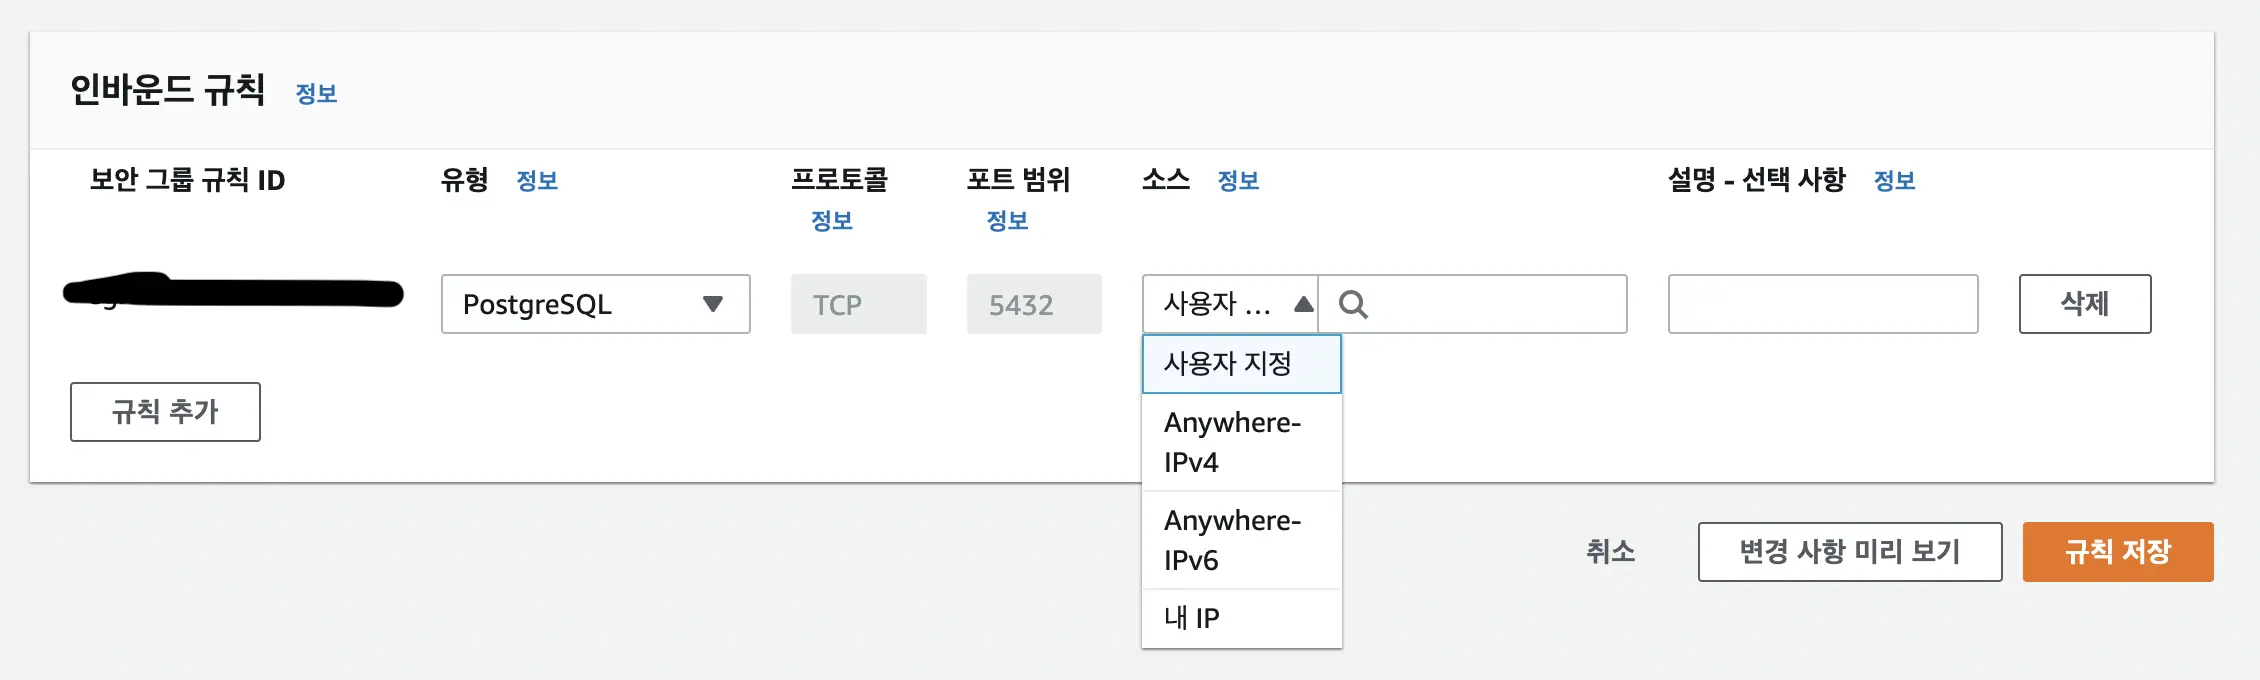 인바운드 규칙 정보
보안 그룹 규칙 ID 유형 정보 프로토콜 포트 범위 소스 정보 설명 - 선택 사항 정보
정보 정보
PostgreSQL TCP 5432 사용자 ... 삭제
사용자 지정
규칙 추가
Anywhere-
IPv4
Anywhere-
IPv6
내 IP
취소 변경 사항 미리 보기 규칙 저장